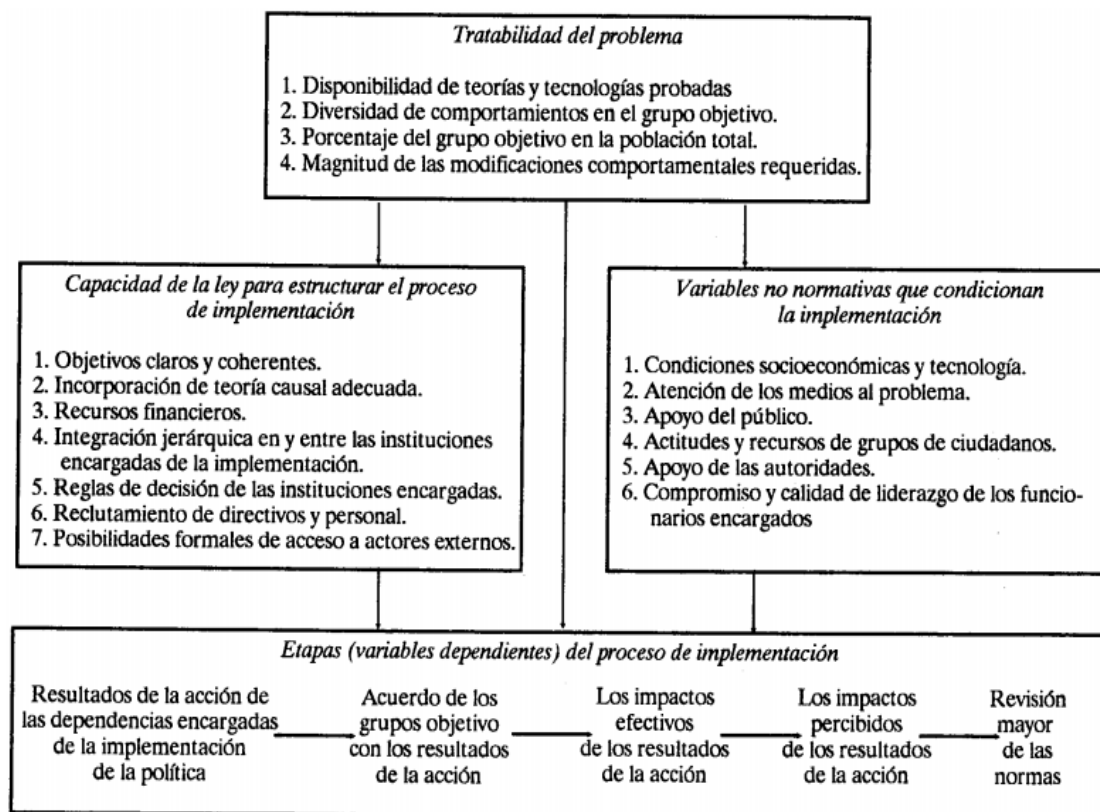 Tratabilidad del problema
1. Disponibilidad de teorías y tecnologías probadas
2. Diversidad de comportamientos en el grupo objetivo.
3. Porcentaje del grupo objetivo en la población total.
4. Magnitud de las modificaciones comportamentales requeridas.
Capacidad de la ley para estructurar el proceso
de implementación
1. Objetivos claros y coherentes.
2. Incorporación de teoría causal adecuada.
3. Recursos financieros.
4. Integración jerárquica en y entre las instituciones
encargadas de la implementación.
5. Reglas de decisión de las instituciones encargadas.
6. Reclutamiento de directivos y personal.
7. Posibilidades formales de acceso a actores externos.
Variables no normativas que condicionan
la implementación
1. Condiciones socioeconómicas y tecnología.
2. Atención de los medios al problema.
3. Apoyo del público.
4. Actitudes y recursos de grupos de ciudadanos.
5. Apoyo de las autoridades.
6. Compromiso y calidad de liderazgo de los funcio-
narios encargados
Etapas (variables dependientes) del proceso de implementación
Resultados de la acción de
las dependencias encargadas
de la implementación
de la política
Acuerdo de los
grupos objetivo
con los resultados
de la acción
Los impactos
efectivos
de los resultados
de la acción
Los impactos
percibidos
de los resultados
de la acción
Revisión
mayor
de las
normas